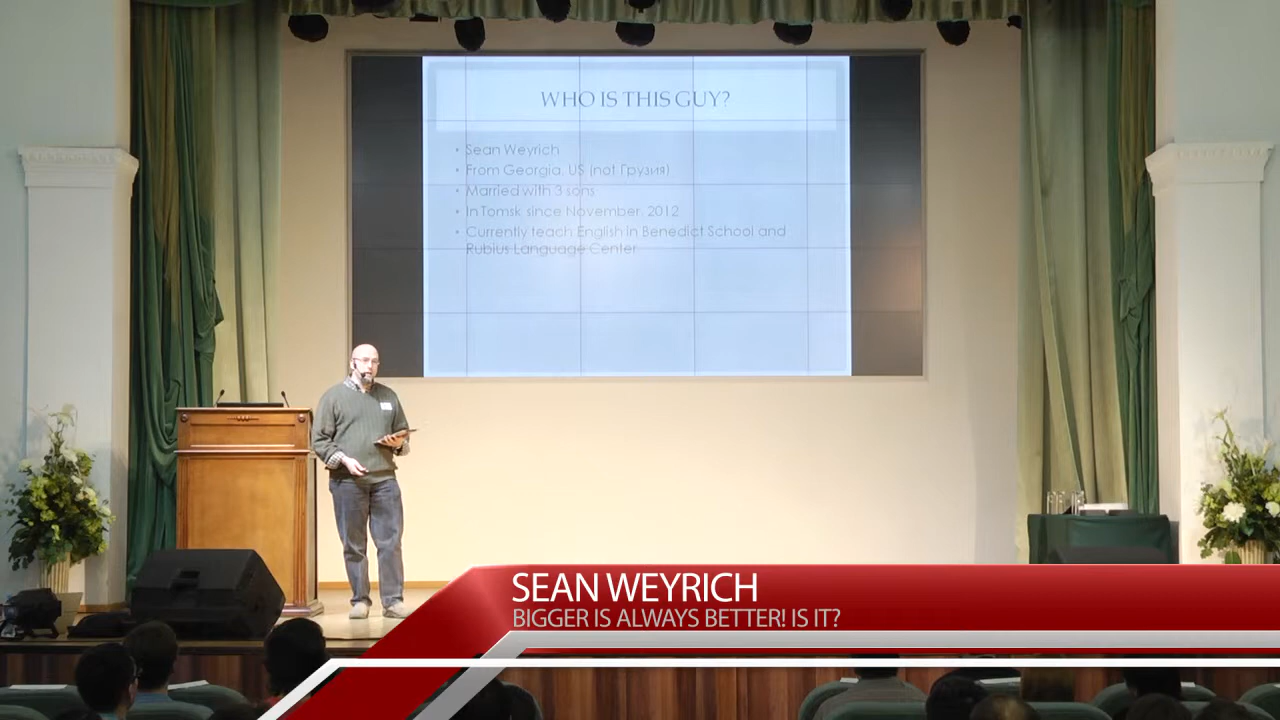 WHO IS THIS GUY?
• Sean Weyrich
• From Georgia, US (not Грузия)
• Married with 3 sons
• In Tomsk since November, 2012
• Currently teach English in Benedict School and
Rubius Language Center
SEAN WEYRICH
BIGGER IS ALWAYS BETTER! IS IT?